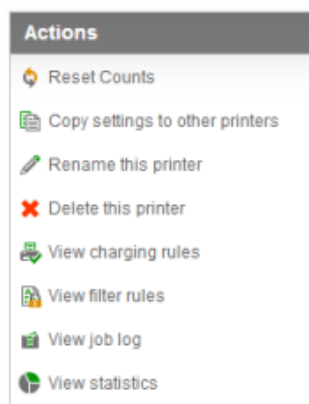 Actions
Reset Counts
Copy settings to other printers
Rename this printer
Delete this printer
View charging rules
View filter rules
View job log
View statistics